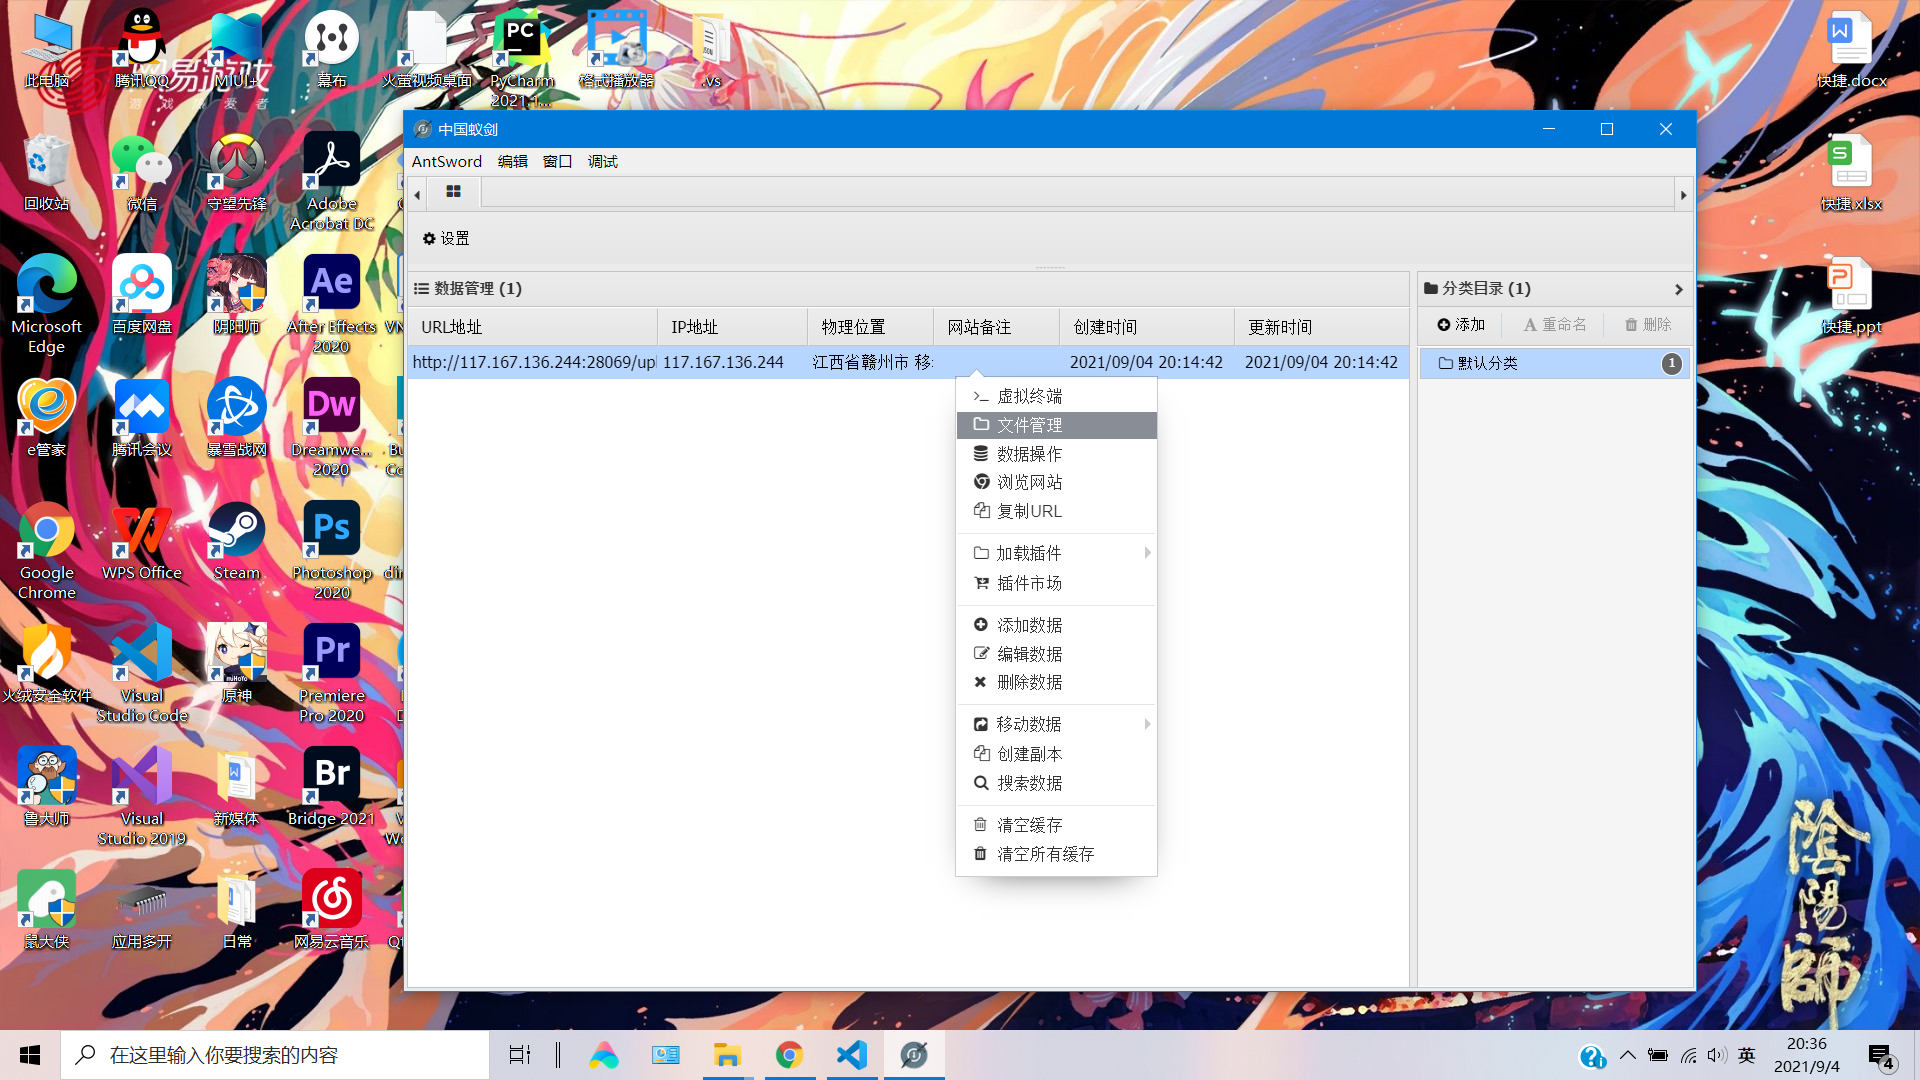 此电脑
腾讯QQ
MIUI+
幕布
火萤视频桌面
PyCharm
2021.1...
格式播放器
.Vs
快捷.docx
网易游戏
游 戏 热 爱 者
回收站
微信
守望先锋
Adobe
Acrobat DC
快捷.xlsx
Microsoft
Edge
百度网盘
阴阳师
After Effects
2020
快捷.ppt
e管家
腾讯会议
暴雪战网
Dreamwe...
2020
Google
Chrome
WPS Office
Steam
Photoshop
2020
火绒安全软件
Visual
Studio Code
原神
Premiere
Pro 2020
鲁大师
Visual
Studio 2019
新媒体
Bridge 2021
鼠大侠
应用多开
日常
网易云音乐
中国蚁剑
AntSword 编辑 窗口 调试
设置
数据管理 (1)
分类目录 (1)
URL地址 IP地址 物理位置 网站备注 创建时间 更新时间
添加 重命名 删除
http://117.167.136.244:28069/upl 117.167.136.244 江西省赣州市 移 2021/09/04 20:14:42 2021/09/04 20:14:42
默认分类 1
虚拟终端
文件管理
数据操作
浏览网站
复制URL
加载插件
插件市场
添加数据
编辑数据
删除数据
移动数据
创建副本
搜索数据
清空缓存
清空所有缓存
陰陽師
在这里输入你要搜索的内容
英
20:36
2021/9/4
4